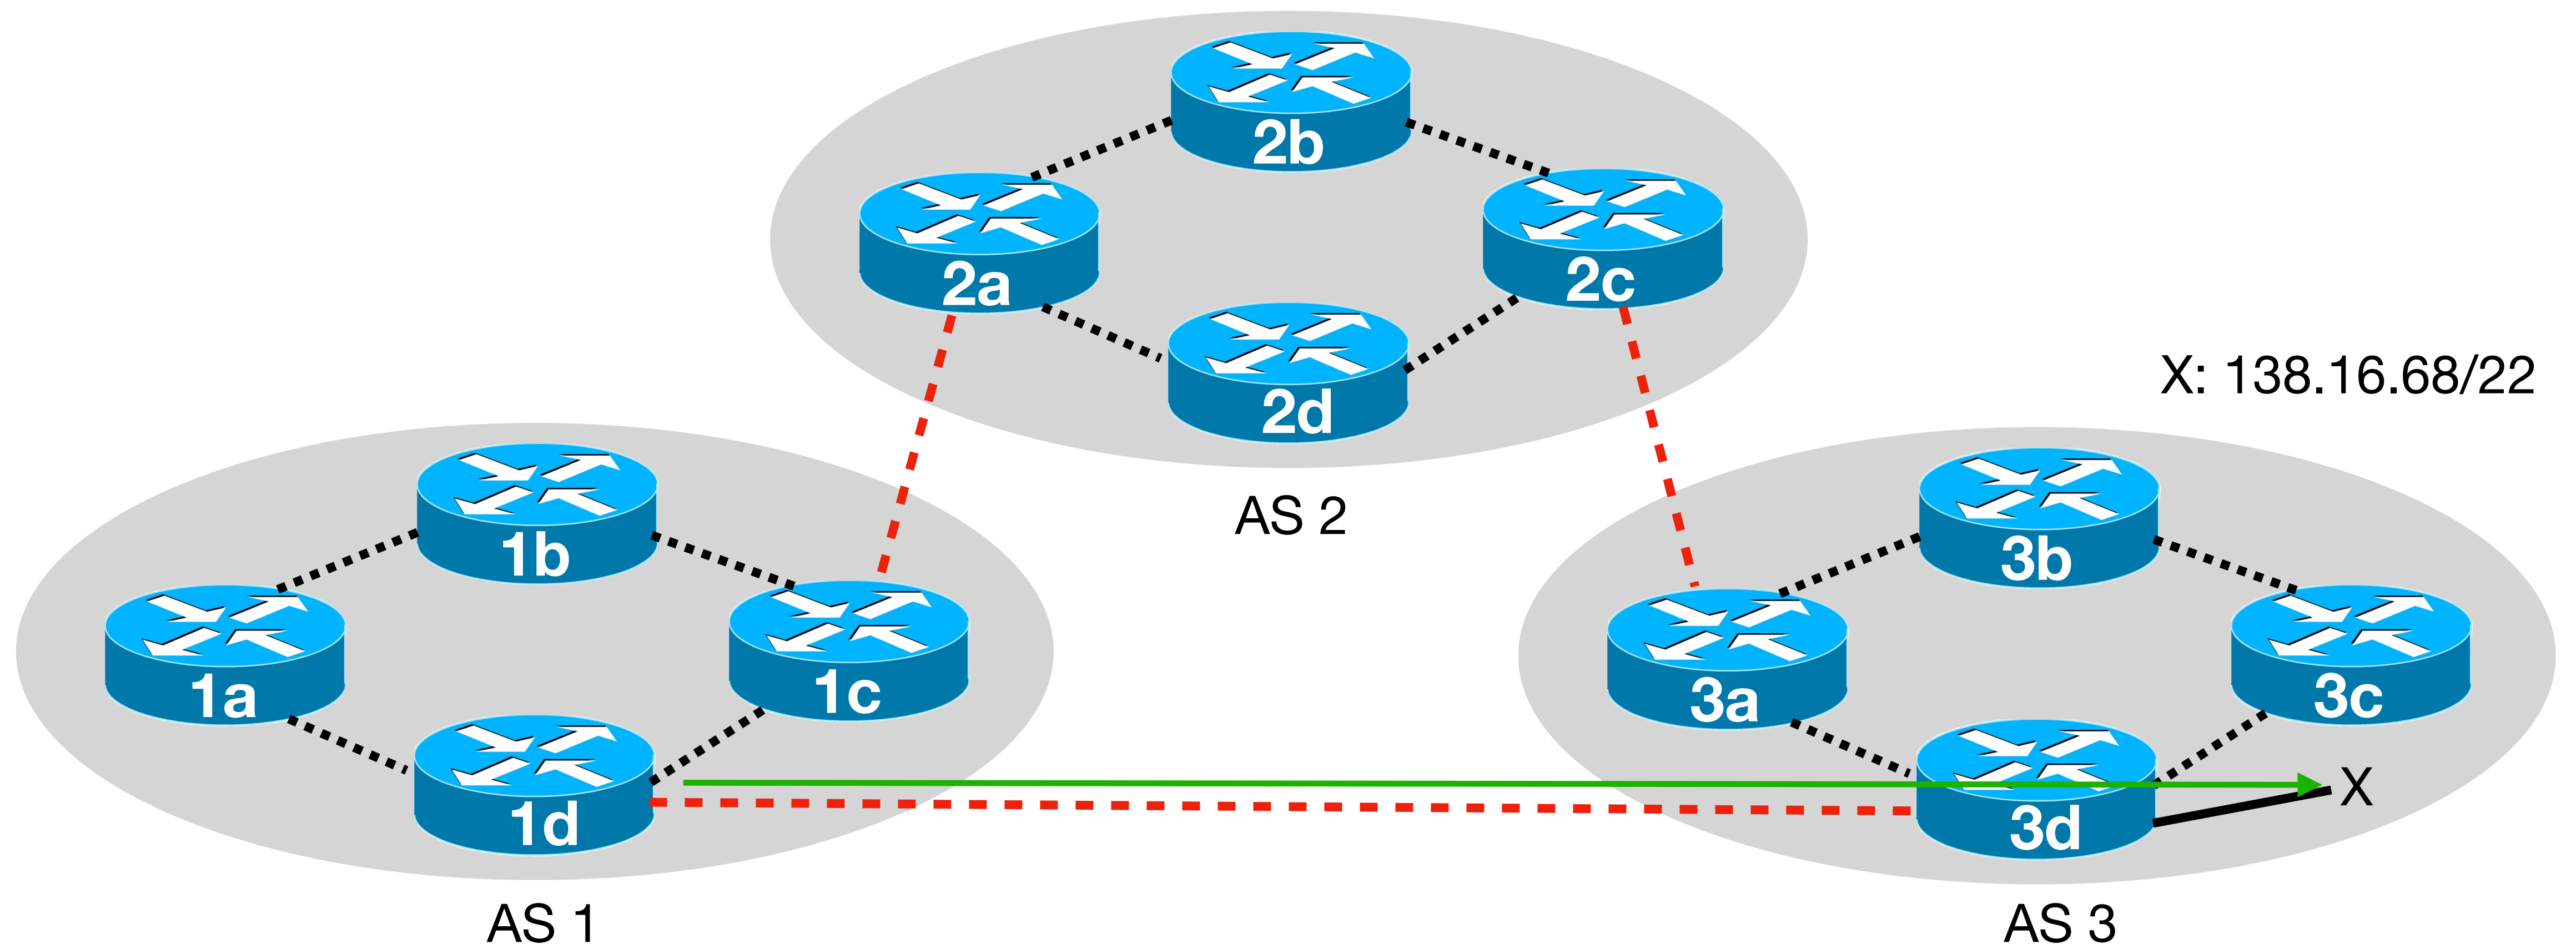 2b
2a
2c
2d
X: 138.16.68/22
AS 2
1b
3b
1a
1c
3a
3c
1d
3d
X
AS 1
AS 3